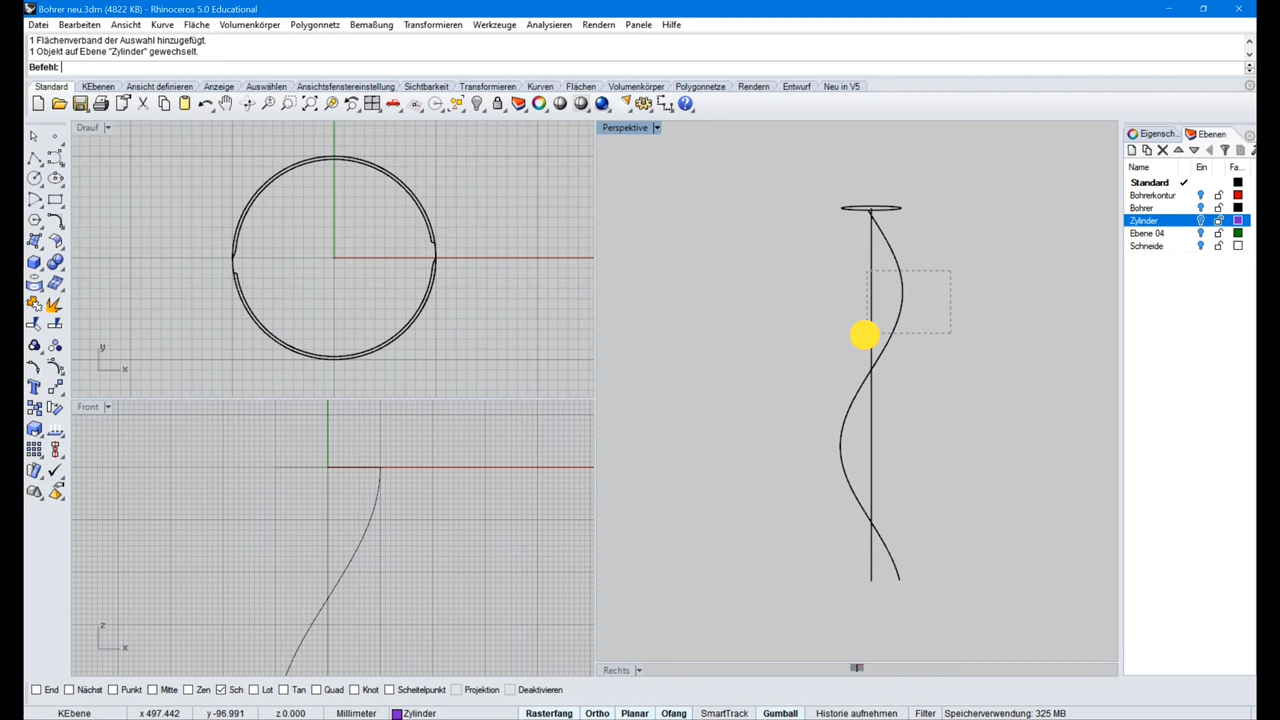 Bohrer neu.3dm (4822 KB) - Rhinoceros 5.0 Educational
Datei Bearbeiten Ansicht Kurve Fläche Volumenkörper Polygonnetz Bemaßung Transformieren Werkzeuge Analysieren Rendern Panele Hilfe
1 Flächenverband der Auswahl hinzugefügt.
1 Objekt auf Ebene "Zylinder" gewechselt.
Befehl:
Standard KEbenen Ansicht definieren Anzeige Auswählen Ansichtsfenstereinstellung Sichtbarkeit Transformieren Kurven Flächen Volumenkörper Polygonnetze Rendern Entwurf Neu in V5
Drauf
Perspektive
Eigensch... Ebenen
Name Ein Fa...
Standard
Bohrerkontur
Bohrer
Zylinder
Ebene 04
Schneide
y
x
Front
z
x
Rechts
End Nächst Punkt Mitte Zen Sch Lot Tan Quad Knot Scheitelpunkt Projektion Deaktivieren
KEbene x 497.442 y -96.991 z 0.000 Millimeter Zylinder Rasterfang Ortho Planar Ofang SmartTrack Gumball Historie aufnehmen Filter Speicherverwendung: 325 MB